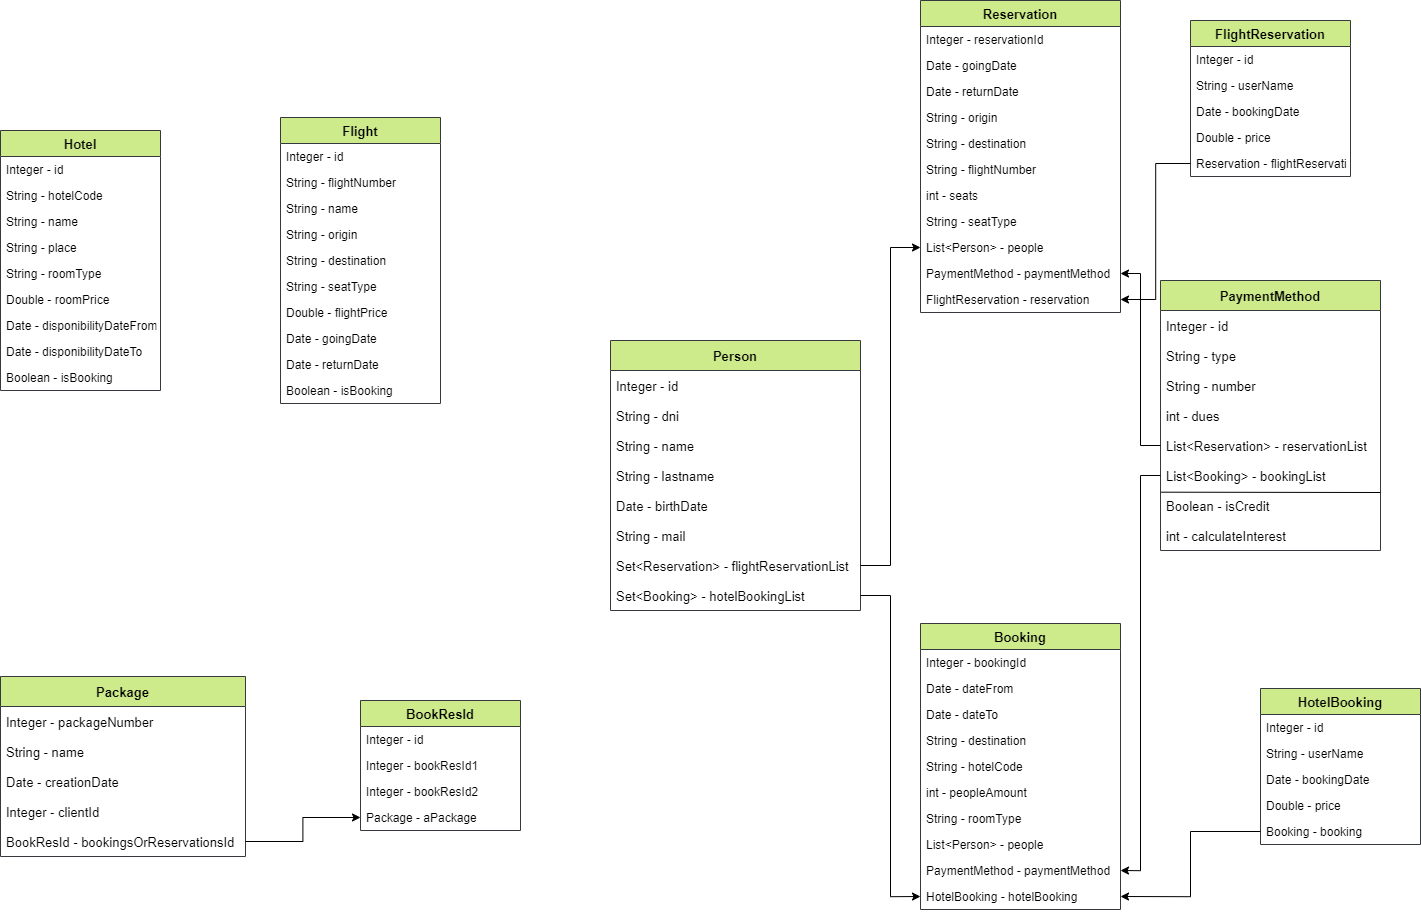 Reservation
Integer - reservationId
Date - goingDate
Date - returnDate
String - origin
String - destination
String - flightNumber
int - seats
String - seatType
List<Person> - people
PaymentMethod - paymentMethod
FlightReservation - reservation
FlightReservation
Integer - id
String - userName
Date - bookingDate
Double - price
Reservation - flightReservati
Hotel
Integer - id
String - hotelCode
String - name
String - place
String - roomType
Double - roomPrice
Date - disponibilityDateFrom
Date - disponibilityDateTo
Boolean - isBooking
Flight
Integer - id
String - flightNumber
String - name
String - origin
String - destination
String - seatType
Double - flightPrice
Date - goingDate
Date - returnDate
Boolean - isBooking
PaymentMethod
Integer - id
String - type
String - number
int - dues
List<Reservation> - reservationList
List<Booking> - bookingList
Boolean - isCredit
int - calculateInterest
Person
Integer - id
String - dni
String - name
String - lastname
Date - birthDate
String - mail
Set<Reservation> - flightReservationList
Set<Booking> - hotelBookingList
Booking
Integer - bookingId
Date - dateFrom
Date - dateTo
String - destination
String - hotelCode
int - peopleAmount
String - roomType
List<Person> - people
PaymentMethod - paymentMethod
HotelBooking - hotelBooking
Package
Integer - packageNumber
String - name
Date - creationDate
Integer - clientId
BookResId - bookingsOrReservationsId
BookResId
Integer - id
Integer - bookResId1
Integer - bookResId2
Package - aPackage
HotelBooking
Integer - id
String - userName
Date - bookingDate
Double - price
Booking - booking